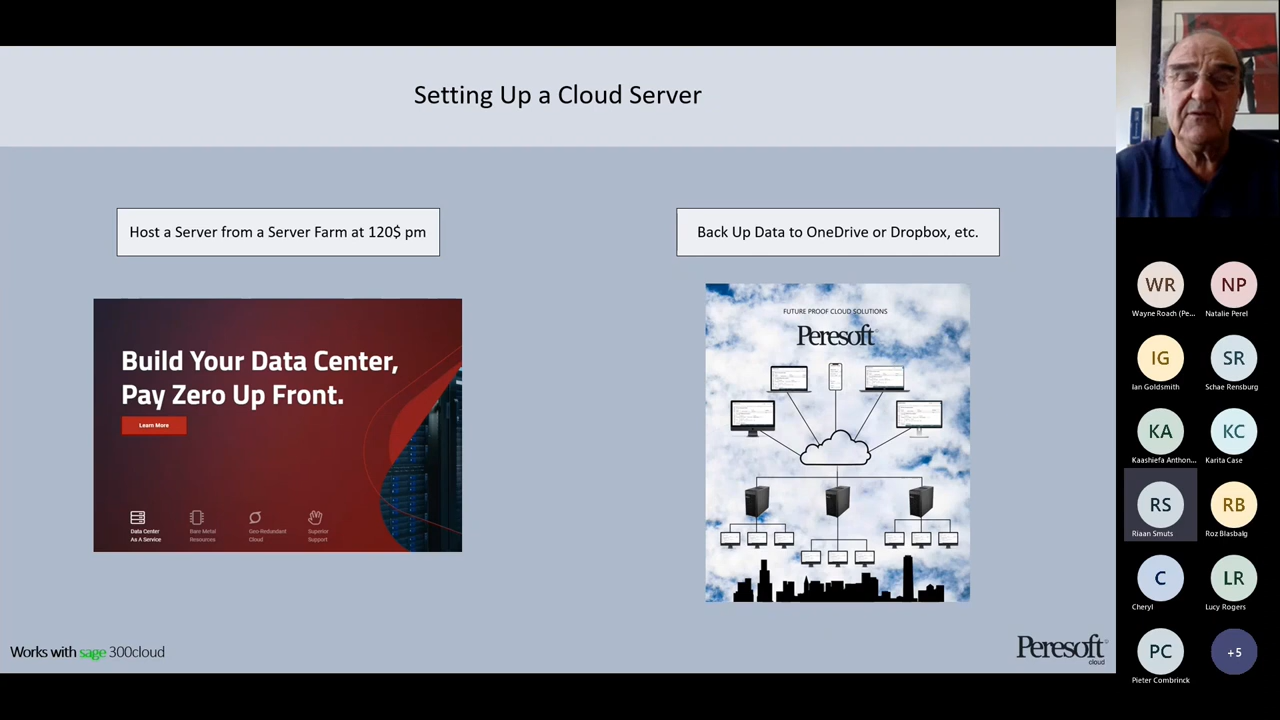 Setting Up a Cloud Server
Host a Server from a Server Farm at 120$ pm
Back Up Data to OneDrive or Dropbox, etc.
Build Your Data Center,
Pay Zero Up Front.
Learn More
Data Center
As A Service
Bare Metal
Resources
Geo Redundant
Cloud
Superior
Support
FUTURE PROOF CLOUD SOLUTIONS
Peresoft
Works with sage 300cloud
Peresoft
cloud
WR
NP
Wayne Roach (Pe...
Natalie Perel
IG
SR
Ian Goldsmith
Schae Rensburg
KA
KC
Kaashiefa Anthon...
Karita Case
RS
RB
Riaan Smuts
Roz Blasbalg
C
LR
Cheryl
Lucy Rogers
PC
+5
Pieter Combrinck